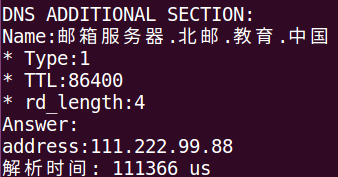 DNS ADDITIONAL SECTION:
Name:邮箱服务器.北邮.教育.中国
* Type:1
* TTL:86400
* rd_length:4
Answer:
address:111.222.99.88
解析时间: 111366 us